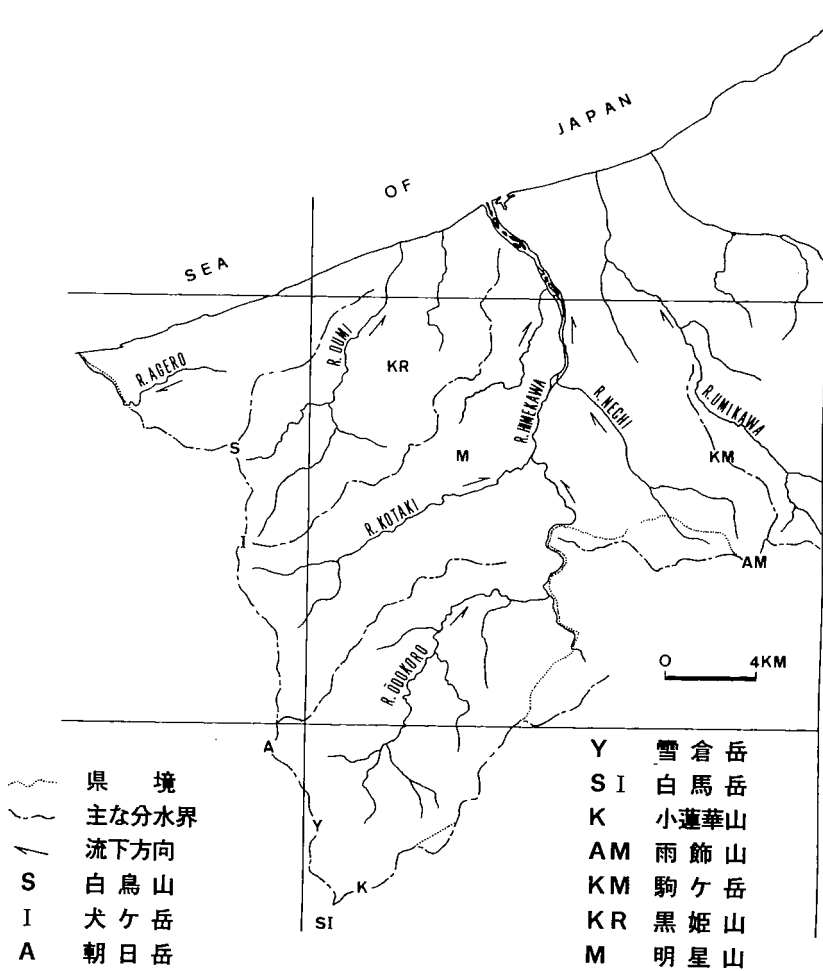 SEA OF JAPAN
R. AGERO
R. OUMI
KR
R. HIMEKAWA
R. NECHI
R. UMIKAWA
S
M
KM
R. KOTAKI
I
AM
R. ŌDOKORO
0 4KM
A
Y
K
SI
県境
主な分水界
流下方向
S 白鳥山
I 犬ケ岳
A 朝日岳
Y 雪倉岳
SI 白馬岳
K 小蓮華山
AM 雨飾山
KM 駒ケ岳
KR 黒姫山
M 明星山